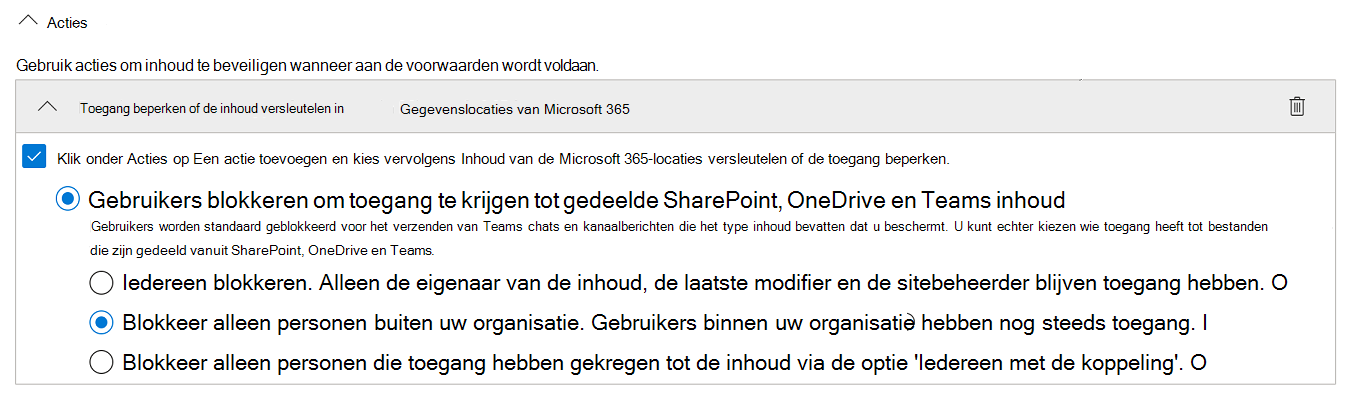 Acties
Gebruik acties om inhoud te beveiligen wanneer aan de voorwaarden wordt voldaan.
Toegang beperken of de inhoud versleutelen in Gegevenslocaties van Microsoft 365
Klik onder Acties op Een actie toevoegen en kies vervolgens Inhoud van de Microsoft 365-locaties versleutelen of de toegang beperken.
Gebruikers blokkeren om toegang te krijgen tot gedeelde SharePoint, OneDrive en Teams inhoud
Gebruikers worden standaard geblokkeerd voor het verzenden van Teams chats en kanaalberichten die het type inhoud bevatten dat u beschermt. U kunt echter kiezen wie toegang heeft tot bestanden
die zijn gedeeld vanuit SharePoint, OneDrive en Teams.
Iedereen blokkeren. Alleen de eigenaar van de inhoud, de laatste modifier en de sitebeheerder blijven toegang hebben. O
Blokkeer alleen personen buiten uw organisatie. Gebruikers binnen uw organisatie hebben nog steeds toegang. I
Blokkeer alleen personen die toegang hebben gekregen tot de inhoud via de optie 'Iedereen met de koppeling'. O